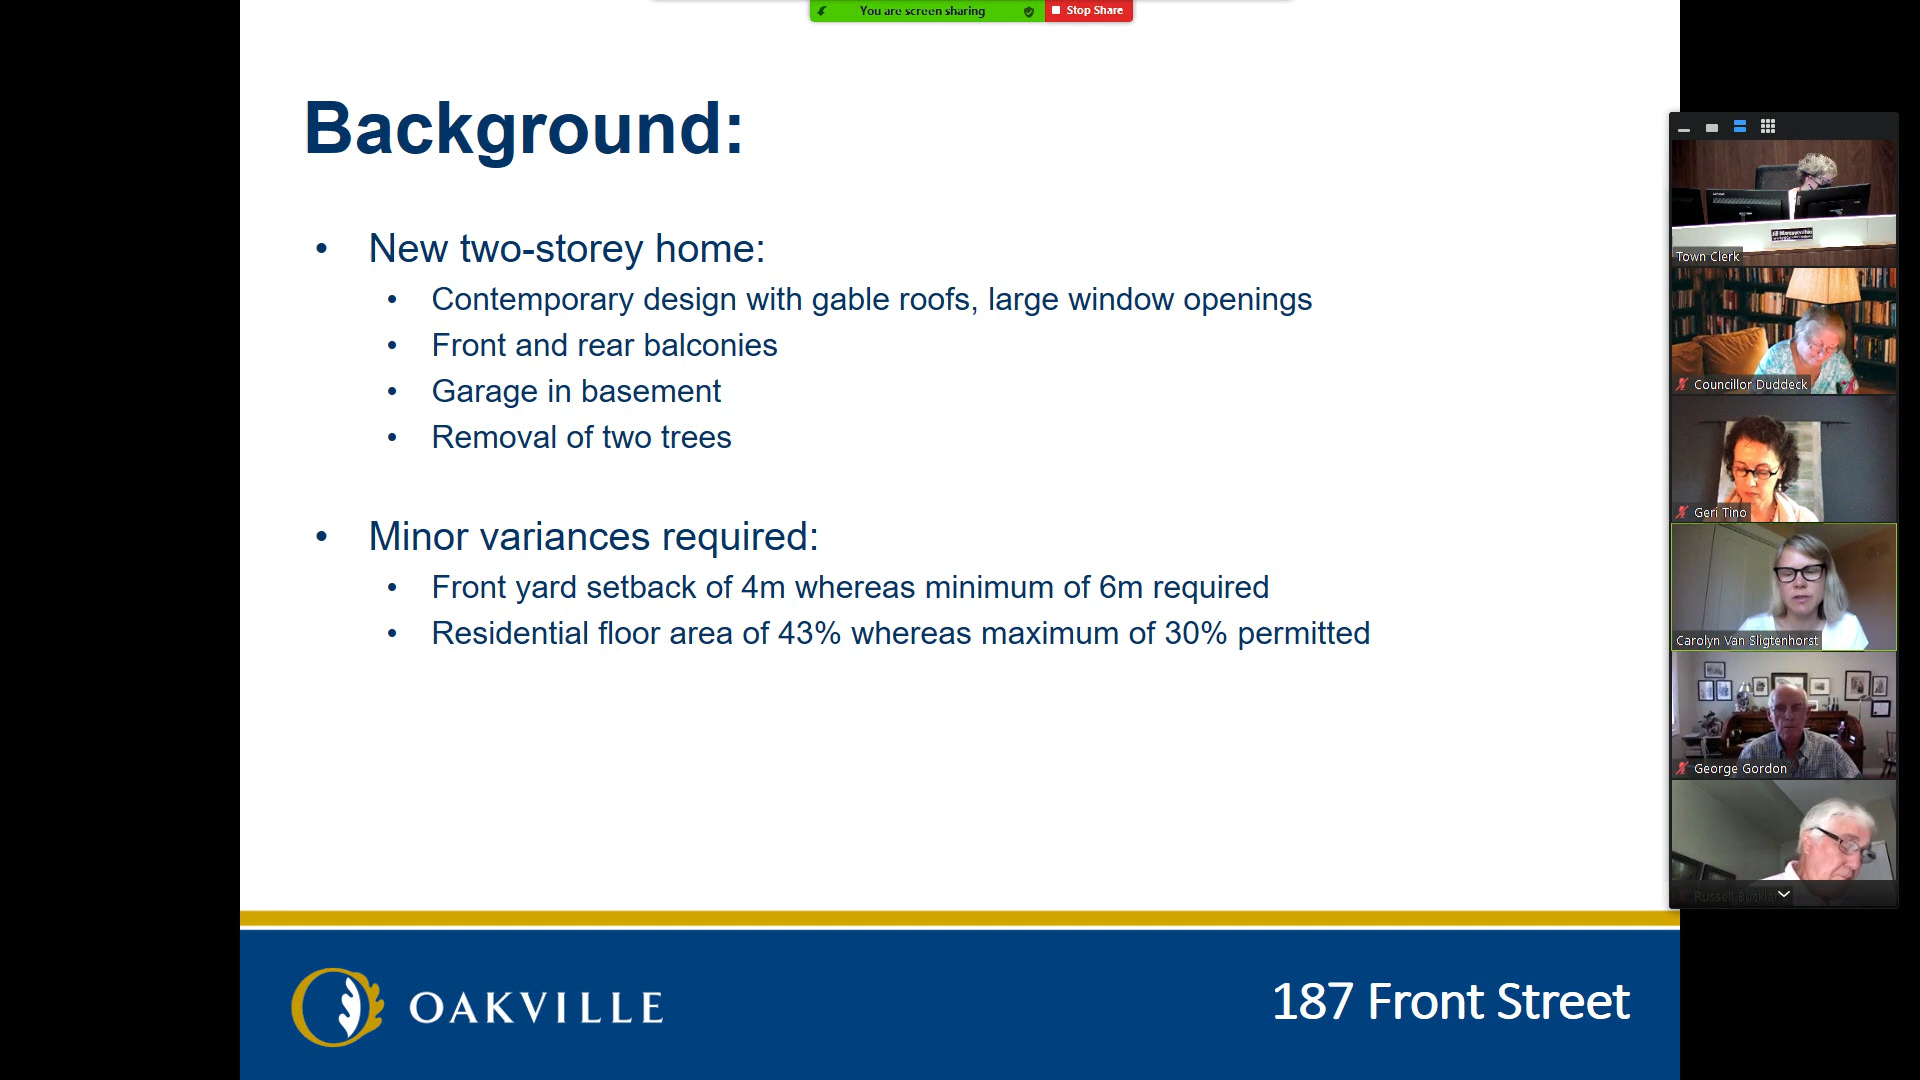 You are screen sharing
Stop Share
Background:
• New two-storey home:
• Contemporary design with gable roofs, large window openings
• Front and rear balconies
• Garage in basement
• Removal of two trees
• Minor variances required:
• Front yard setback of 4m whereas minimum of 6m required
• Residential floor area of 43% whereas maximum of 30% permitted
OAKVILLE
187 Front Street
Town Clerk
Councillor Duddeck
Geri Tino
Carolyn Van Sligtenhorst
George Gordon
Russell